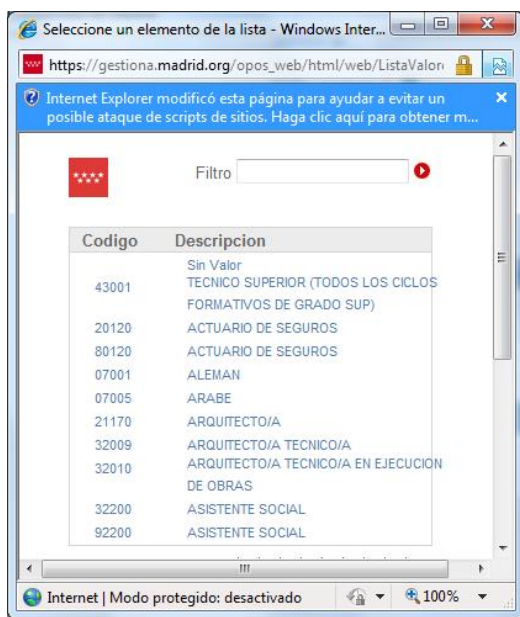 Seleccione un elemento de la lista - Windows Inter...
https://gestiona.madrid.org/opos_web/html/web/ListaValor
Internet Explorer modificó esta página para ayudar a evitar un
posible ataque de scripts de sitios. Haga clic aquí para obtener m...
Filtro
Codigo Descripcion
Sin Valor
43001 TECNICO SUPERIOR (TODOS LOS CICLOS
FORMATIVOS DE GRADO SUP)
20120 ACTUARIO DE SEGUROS
80120 ACTUARIO DE SEGUROS
07001 ALEMAN
07005 ARABE
21170 ARQUITECTO/A
32009 ARQUITECTO/A TECNICO/A
32010 ARQUITECTO/A TECNICO/A EN EJECUCION
DE OBRAS
32200 ASISTENTE SOCIAL
92200 ASISTENTE SOCIAL
Internet | Modo protegido: desactivado 100%